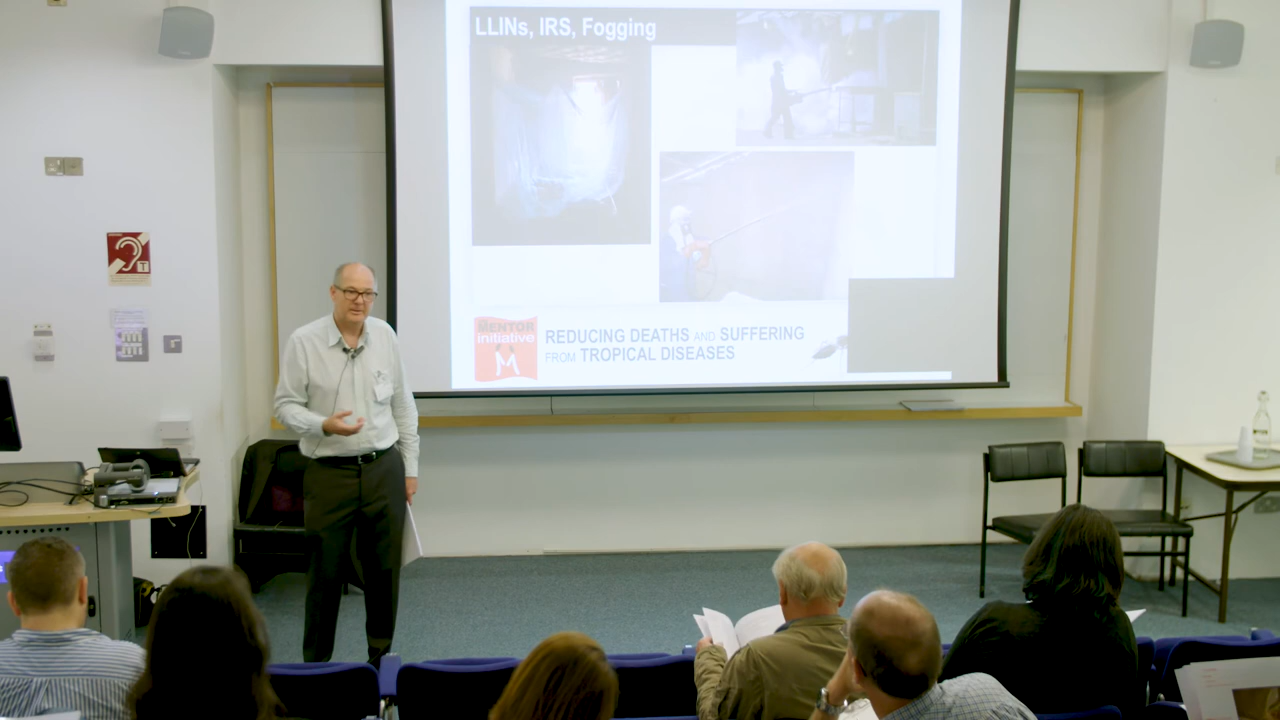 LLINs, IRS, Fogging
MENTOR
initiative
REDUCING DEATHS AND SUFFERING
FROM TROPICAL DISEASES
T